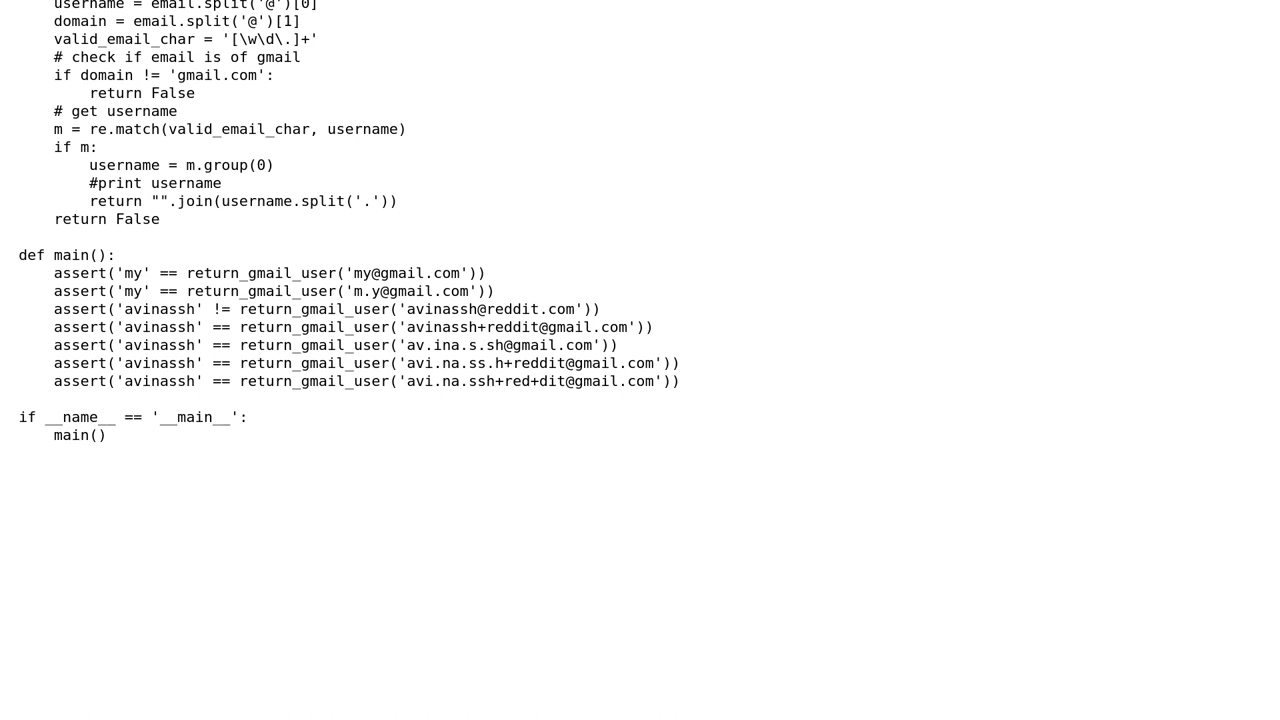 username = email.split('@')[0]
    domain = email.split('@')[1]
    valid_email_char = '[\w\d\.]+'
    # check if email is of gmail
    if domain != 'gmail.com':
        return False
    # get username
    m = re.match(valid_email_char, username)
    if m:
        username = m.group(0)
        #print username
        return "".join(username.split('.'))
    return False

def main():
    assert('my' == return_gmail_user('my@gmail.com'))
    assert('my' == return_gmail_user('m.y@gmail.com'))
    assert('avinassh' != return_gmail_user('avinassh@reddit.com'))
    assert('avinassh' == return_gmail_user('avinassh+reddit@gmail.com'))
    assert('avinassh' == return_gmail_user('av.ina.s.sh@gmail.com'))
    assert('avinassh' == return_gmail_user('avi.na.ss.h+reddit@gmail.com'))
    assert('avinassh' == return_gmail_user('avi.na.ssh+red+dit@gmail.com'))

if __name__ == '__main__':
    main()